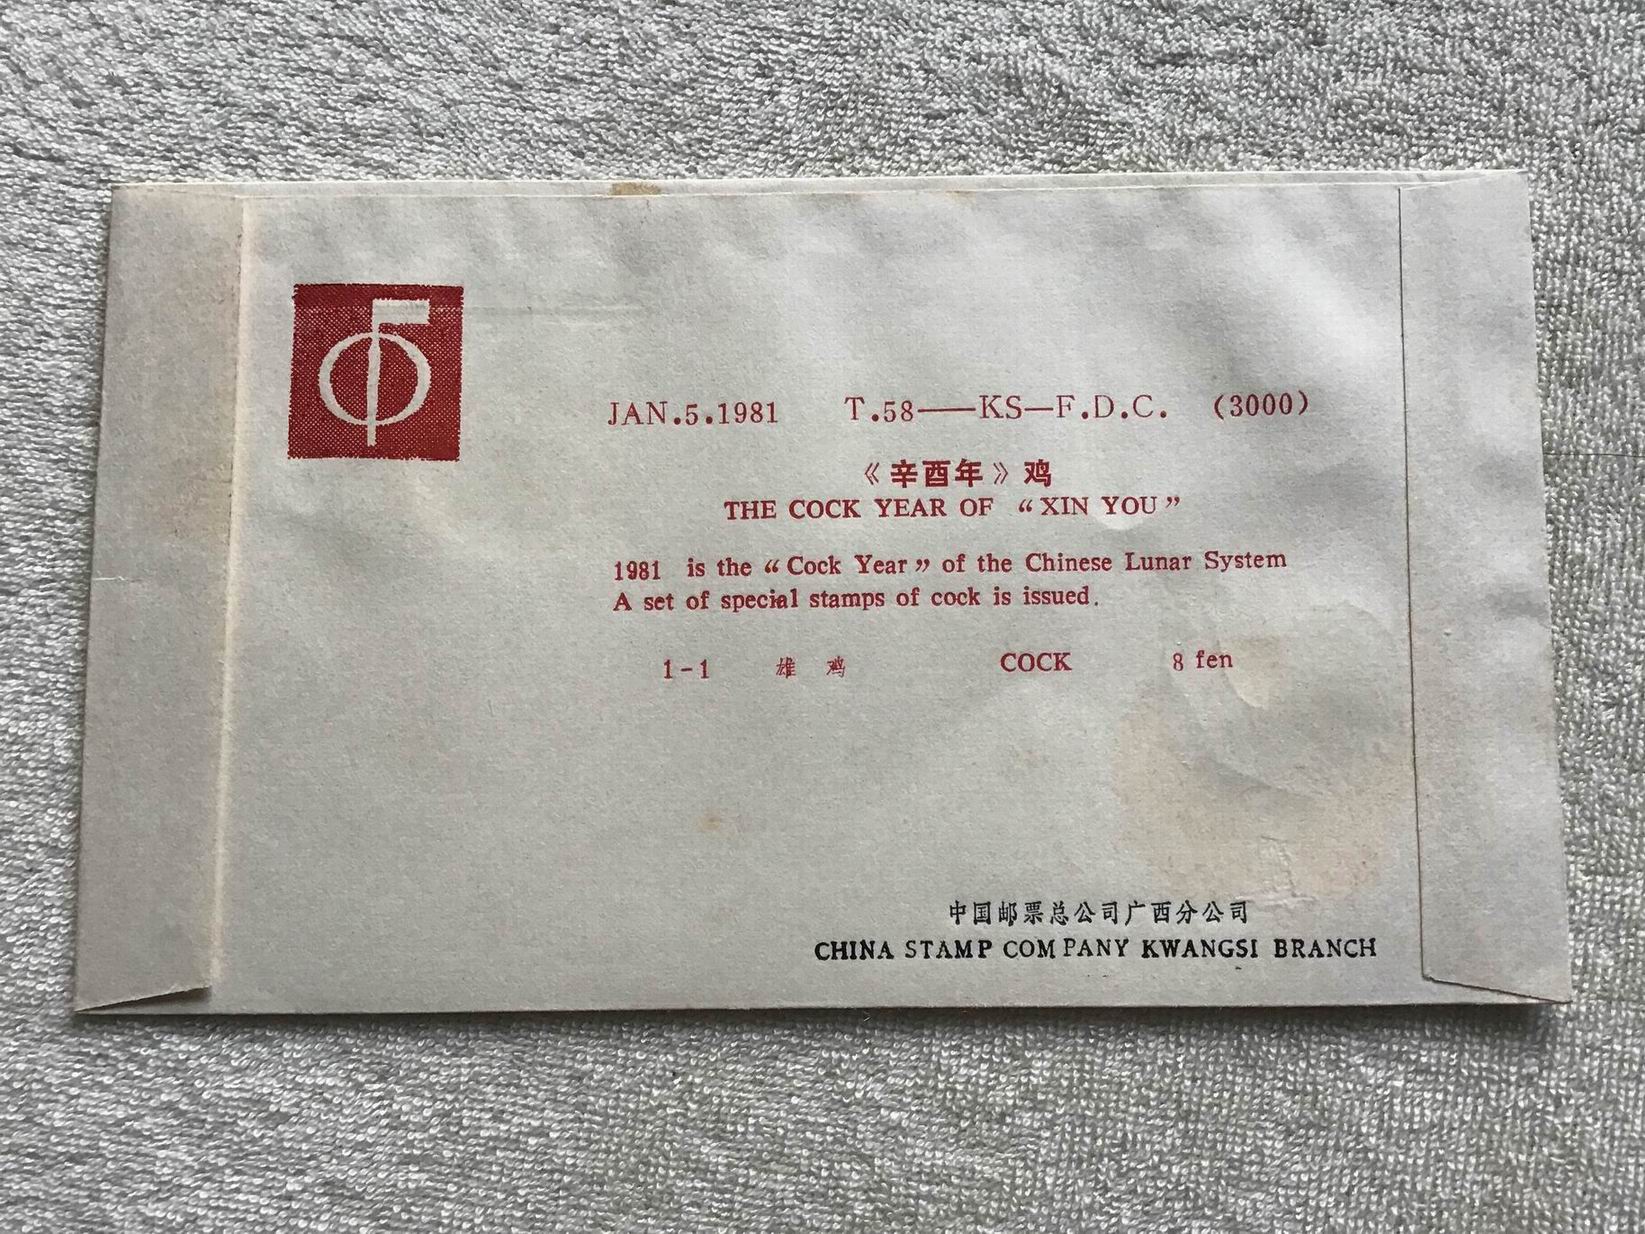 JAN.5.1981 T.58——KS—F.D.C. (3000)
《辛酉年》鸡
THE COCK YEAR OF “XIN YOU”
1981 is the “Cock Year” of the Chinese Lunar System
A set of special stamps of cock is issued.
1-1 雄鸡 COCK 8 fen
中国邮票总公司广西分公司
CHINA STAMP COMPANY KWANGSI BRANCH